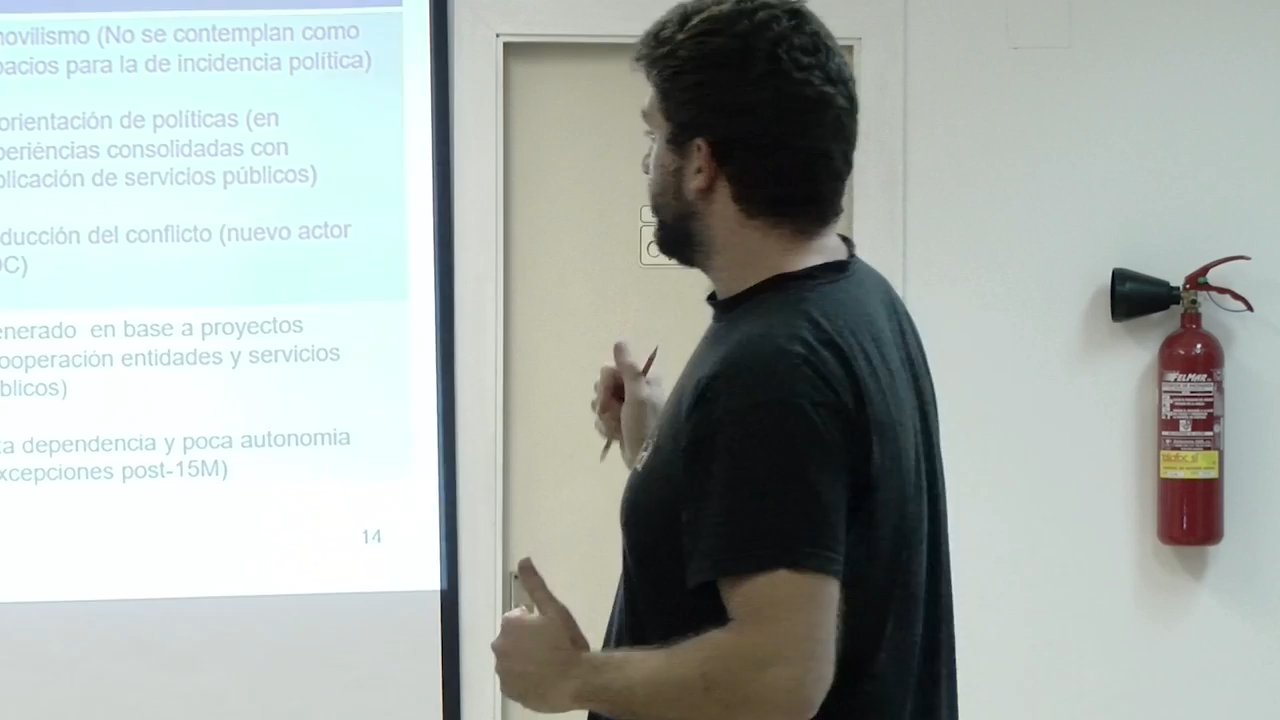 movilismo (No se contemplan como
pacios para la de incidencia política)
orientación de políticas (en
periéncias consolidadas con
plicación de servicios públicos)
ducción del conflicto (nuevo actor
OC)
enerado en base a proyectos
ooperación entidades y servicios
blicos)
ta dependencia y poca autonomia
xcepciones post-15M)
14
FELMAR